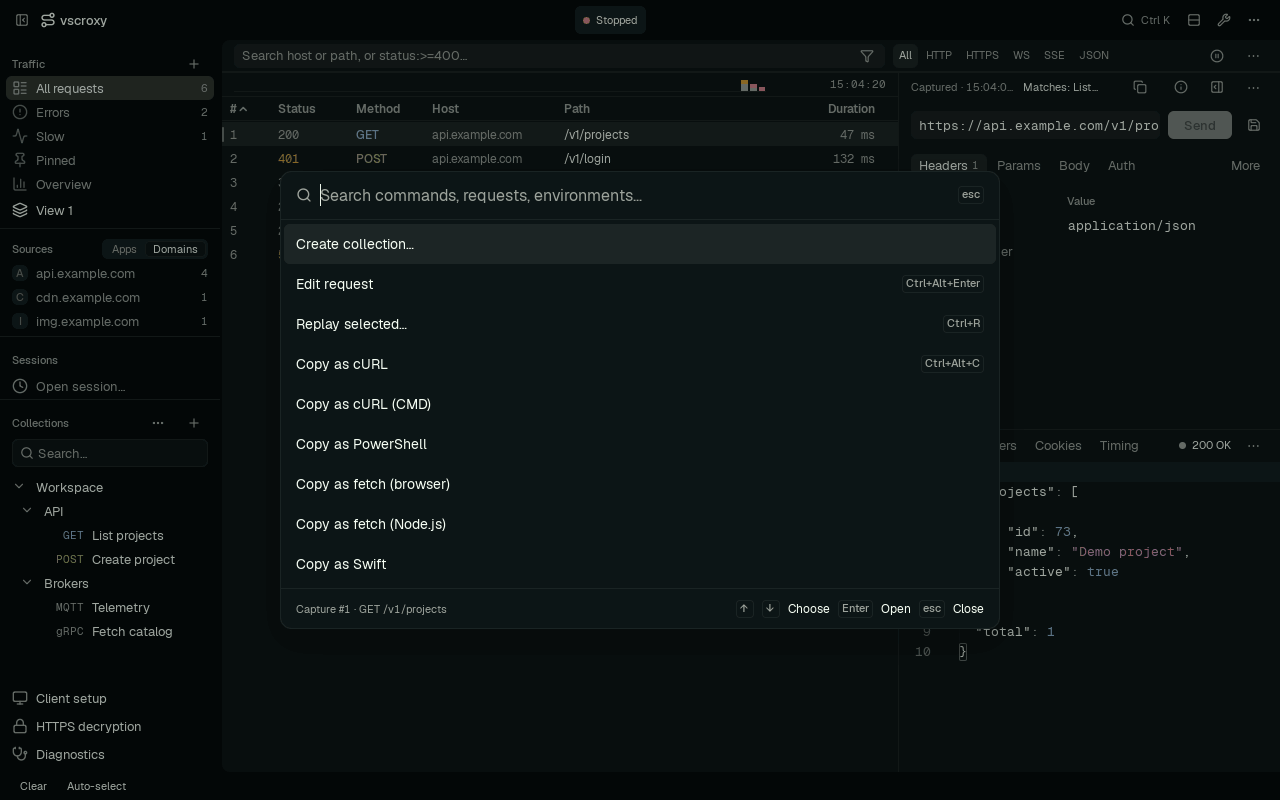 vscroxy
Stopped
Ctrl K
Traffic
All requests 6
Errors 2
Slow 1
Pinned
Overview
View 1
Sources Apps Domains
A api.example.com 4
C cdn.example.com 1
I img.example.com 1
Sessions
Open session...
Collections
Search...
Workspace
API
GET List projects
POST Create project
Brokers
MQTT Telemetry
gRPC Fetch catalog
Client setup
HTTPS decryption
Diagnostics
Clear Auto-select
Search host or path, or status:>=400...
All HTTP HTTPS WS SSE JSON
15:04:20
# Status Method Host Path Duration
1 200 GET api.example.com /v1/projects 47 ms
2 401 POST api.example.com /v1/login 132 ms
3
4
5
6
Captured · 15:04:0... Matches: List...
https://api.example.com/v1/pro Send
Headers 1 Params Body Auth More
Value
application/json
er
Search commands, requests, environments... esc
Create collection...
Edit request Ctrl+Alt+Enter
Replay selected... Ctrl+R
Copy as cURL Ctrl+Alt+C
Copy as cURL (CMD)
Copy as PowerShell
Copy as fetch (browser)
Copy as fetch (Node.js)
Copy as Swift
Capture #1 · GET /v1/projects ↑ ↓ Choose Enter Open esc Close
ers Cookies Timing 200 OK
ojects": [
"id": 73,
"name": "Demo project",
"active": true
9 "total": 1
10 }